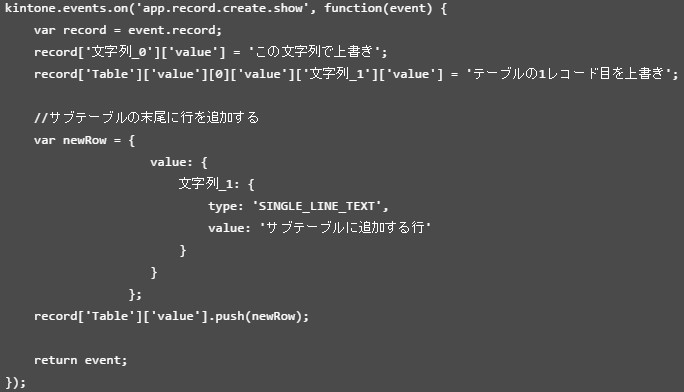 kintone.events.on('app.record.create.show', function(event) {
    var record = event.record;
    record['文字列_0']['value'] = 'この文字列で上書き';
    record['Table']['value'][0]['value']['文字列_1']['value'] = 'テーブルの1レコード目を上書き';
    //サブテーブルの末尾に行を追加する
    var newRow = {
                    value: {
                        文字列_1: {
                            type: 'SINGLE_LINE_TEXT',
                            value: 'サブテーブルに追加する行'
                        }
                    }
                 };
    record['Table']['value'].push(newRow);
    return event;
});